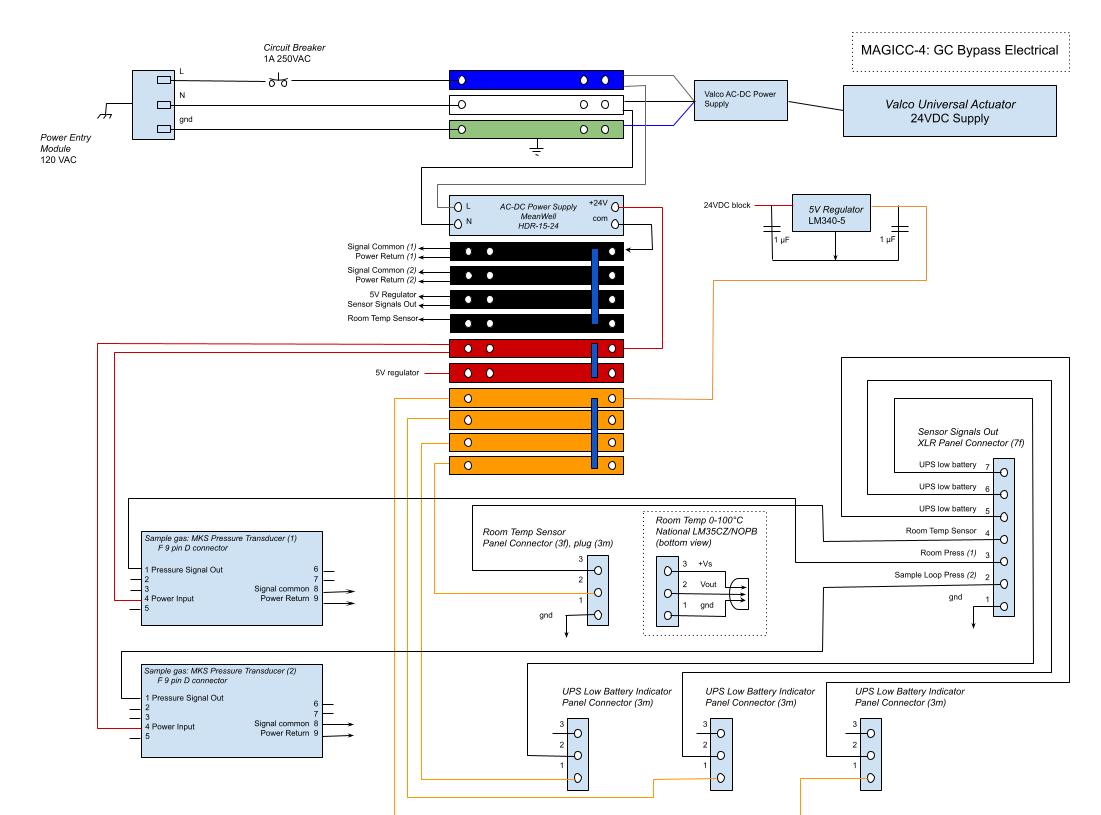 MAGICC-4: GC Bypass Electrical
Circuit Breaker
1A 250VAC
L
N
gnd
Power Entry
Module
120 VAC
Valco AC-DC Power
Supply
Valco Universal Actuator
24VDC Supply
L
N
AC-DC Power Supply
MeanWell
HDR-15-24
+24V
com
24VDC block
5V Regulator
LM340-5
1 µF
1 µF
Signal Common (1)
Power Return (1)
Signal Common (2)
Power Return (2)
5V Regulator
Sensor Signals Out
Room Temp Sensor
5V regulator
Sensor Signals Out
XLR Panel Connector (7f)
UPS low battery 7
UPS low battery 6
UPS low battery 5
Room Temp Sensor 4
Room Press (1) 3
Sample Loop Press (2) 2
gnd 1
Room Temp Sensor
Panel Connector (3f), plug (3m)
3
2
1
gnd
Room Temp 0-100°C
National LM35CZ/NOPB
(bottom view)
3 +Vs
2 Vout
1 gnd
Sample gas: MKS Pressure Transducer (1)
F 9 pin D connector
1 Pressure Signal Out
2
3
4 Power Input
5
6
7
Signal common 8
Power Return 9
Sample gas: MKS Pressure Transducer (2)
F 9 pin D connector
1 Pressure Signal Out
2
3
4 Power Input
5
6
7
Signal common 8
Power Return 9
UPS Low Battery Indicator
Panel Connector (3m)
3
2
1
UPS Low Battery Indicator
Panel Connector (3m)
3
2
1
UPS Low Battery Indicator
Panel Connector (3m)
3
2
1